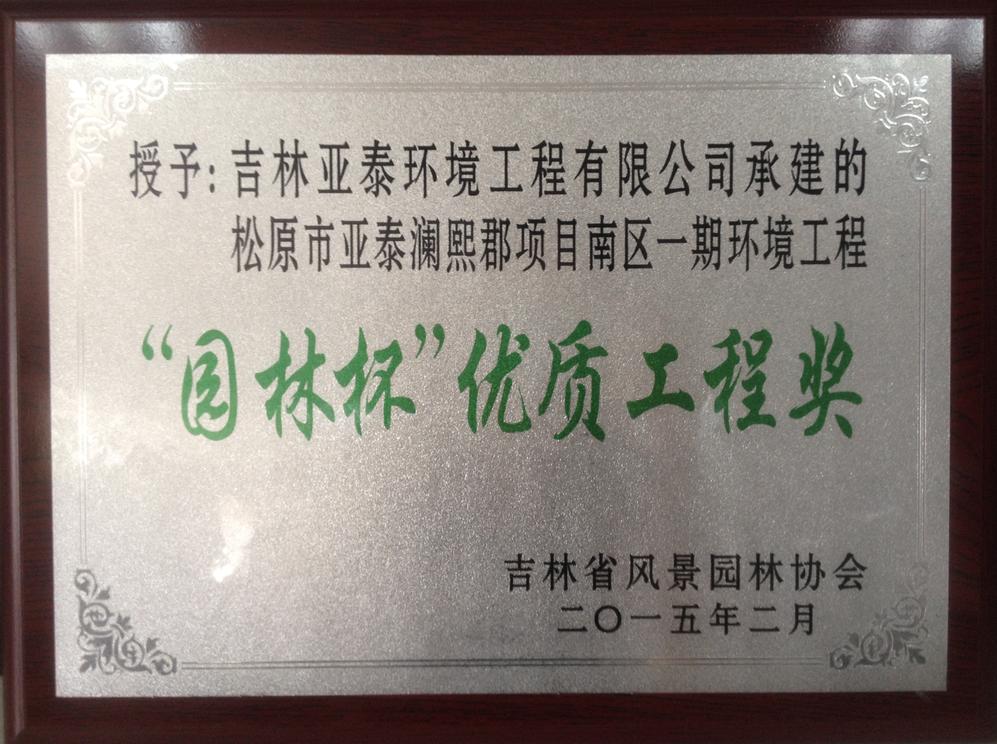 授予:吉林亚泰环境工程有限公司承建的
松原市亚泰澜熙郡项目南区一期环境工程
“园林杯”优质工程奖
吉林省风景园林协会
二〇一五年二月